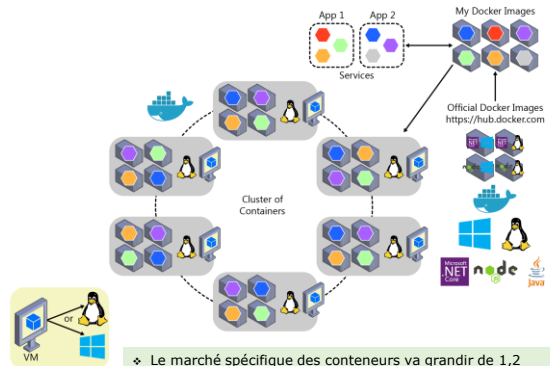 App 1
App 2
My Docker Images
Services
Official Docker Images
https://hub.docker.com
Cluster of
Containers
Microsoft
.NET
Core
node
Java
or
VM
Le marché spécifique des conteneurs va grandir de 1,2